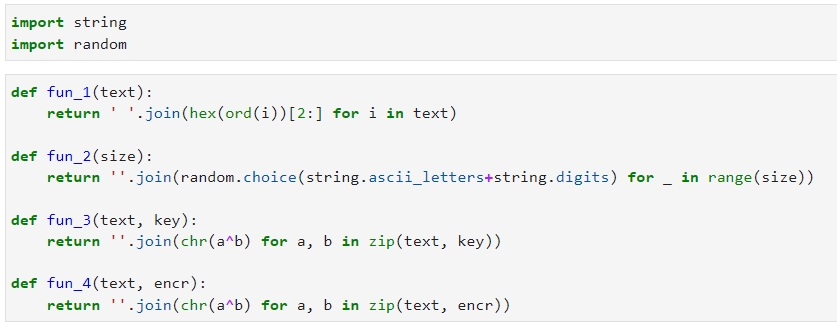 import string
import random
def fun_1(text):
    return ' '.join(hex(ord(i))[2:] for i in text)
def fun_2(size):
    return ''.join(random.choice(string.ascii_letters+string.digits) for _ in range(size))
def fun_3(text, key):
    return ''.join(chr(a^b) for a, b in zip(text, key))
def fun_4(text, encr):
    return ''.join(chr(a^b) for a, b in zip(text, encr))